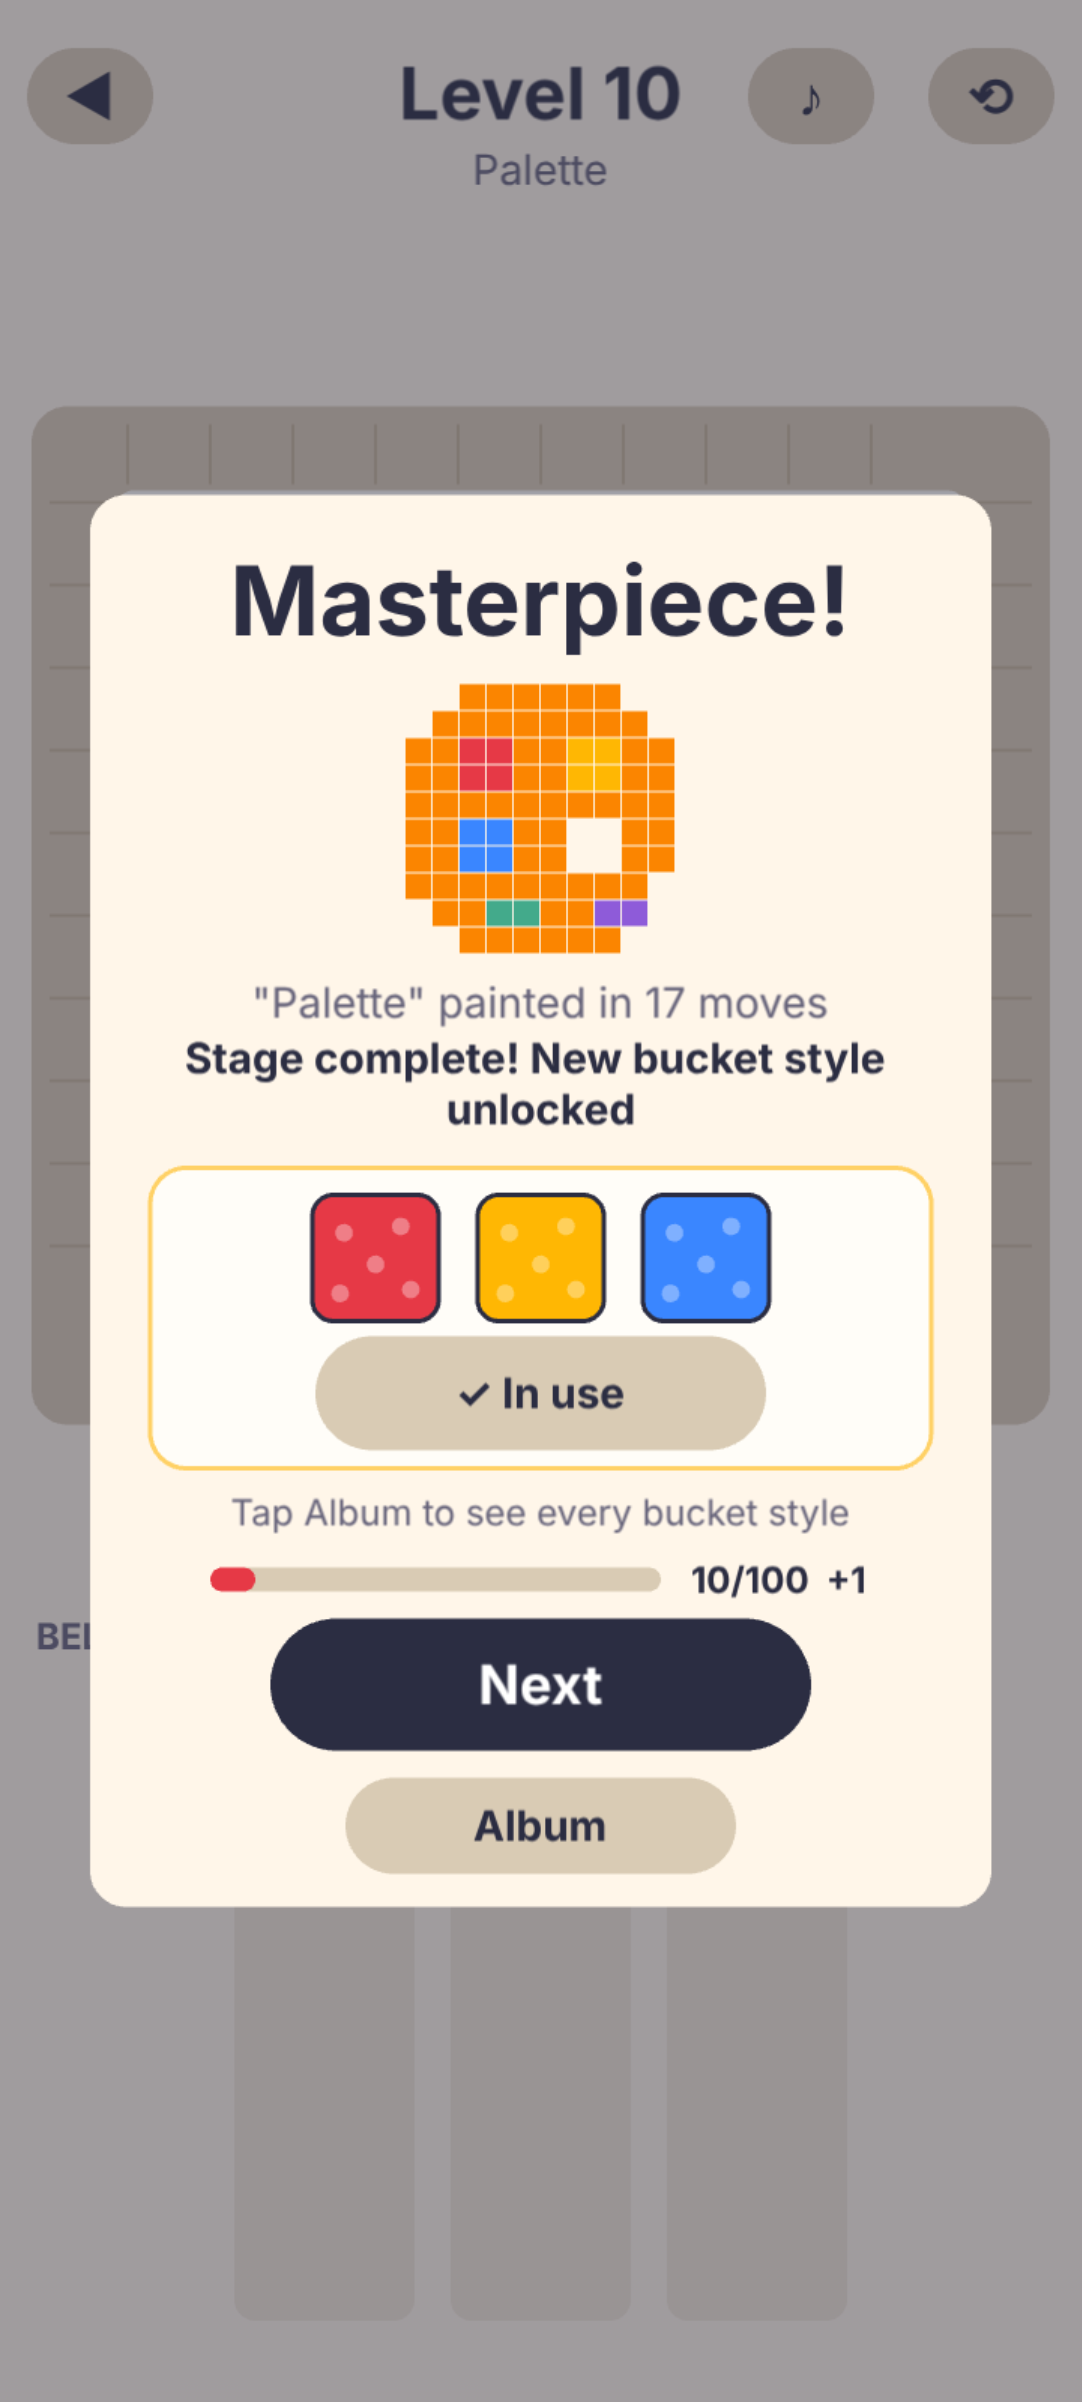 Level 10
Palette
Masterpiece!
"Palette" painted in 17 moves
Stage complete! New bucket style
unlocked
✓ In use
Tap Album to see every bucket style
10/100 +1
BEL
Next
Album